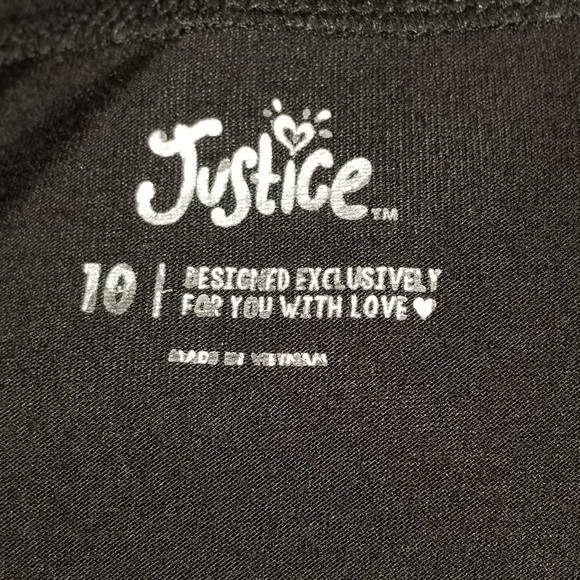 Justice™
10 | DESIGNED EXCLUSIVELY
FOR YOU WITH LOVE ♥
MADE IN VIETNAM